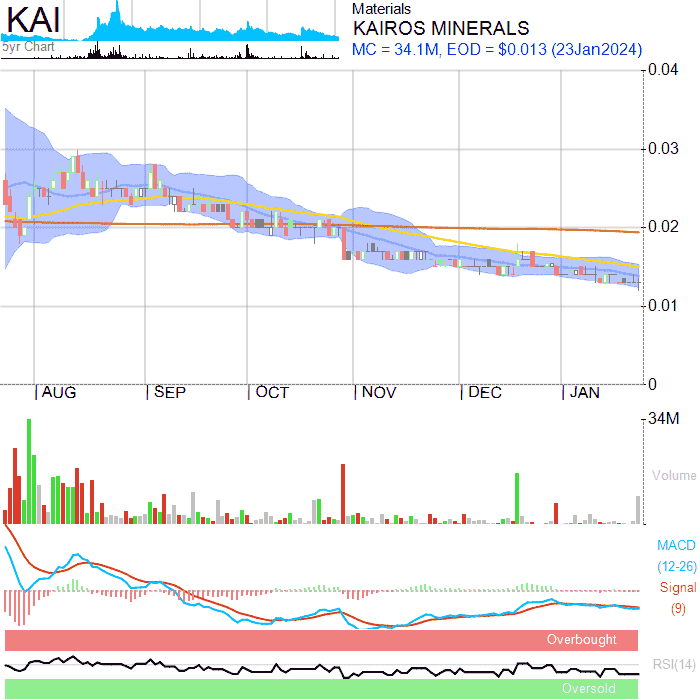 KAI
5yr Chart
Materials
KAIROS MINERALS
MC = 34.1M, EOD = $0.013 (23Jan2024)
0.04
0.03
0.02
0.01
0
AUG SEP OCT NOV DEC JAN
34M
Volume
MACD
(12-26)
Signal
(9)
Overbought
RSI(14)
Oversold